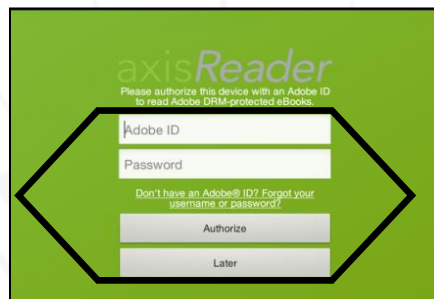 axisReader
Please authorize this device with an Adobe ID
to read Adobe DRM-protected eBooks.
Adobe ID
Password
Don't have an Adobe® ID? Forgot your
username or password?
Authorize
Later